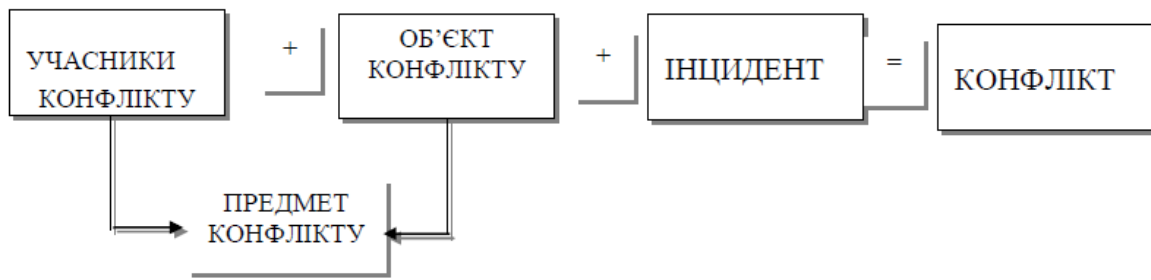 УЧАСНИКИ
КОНФЛІКТУ
+
ОБ’ЄКТ
КОНФЛІКТУ
+
ІНЦИДЕНТ
=
КОНФЛІКТ
ПРЕДМЕТ
КОНФЛІКТУ